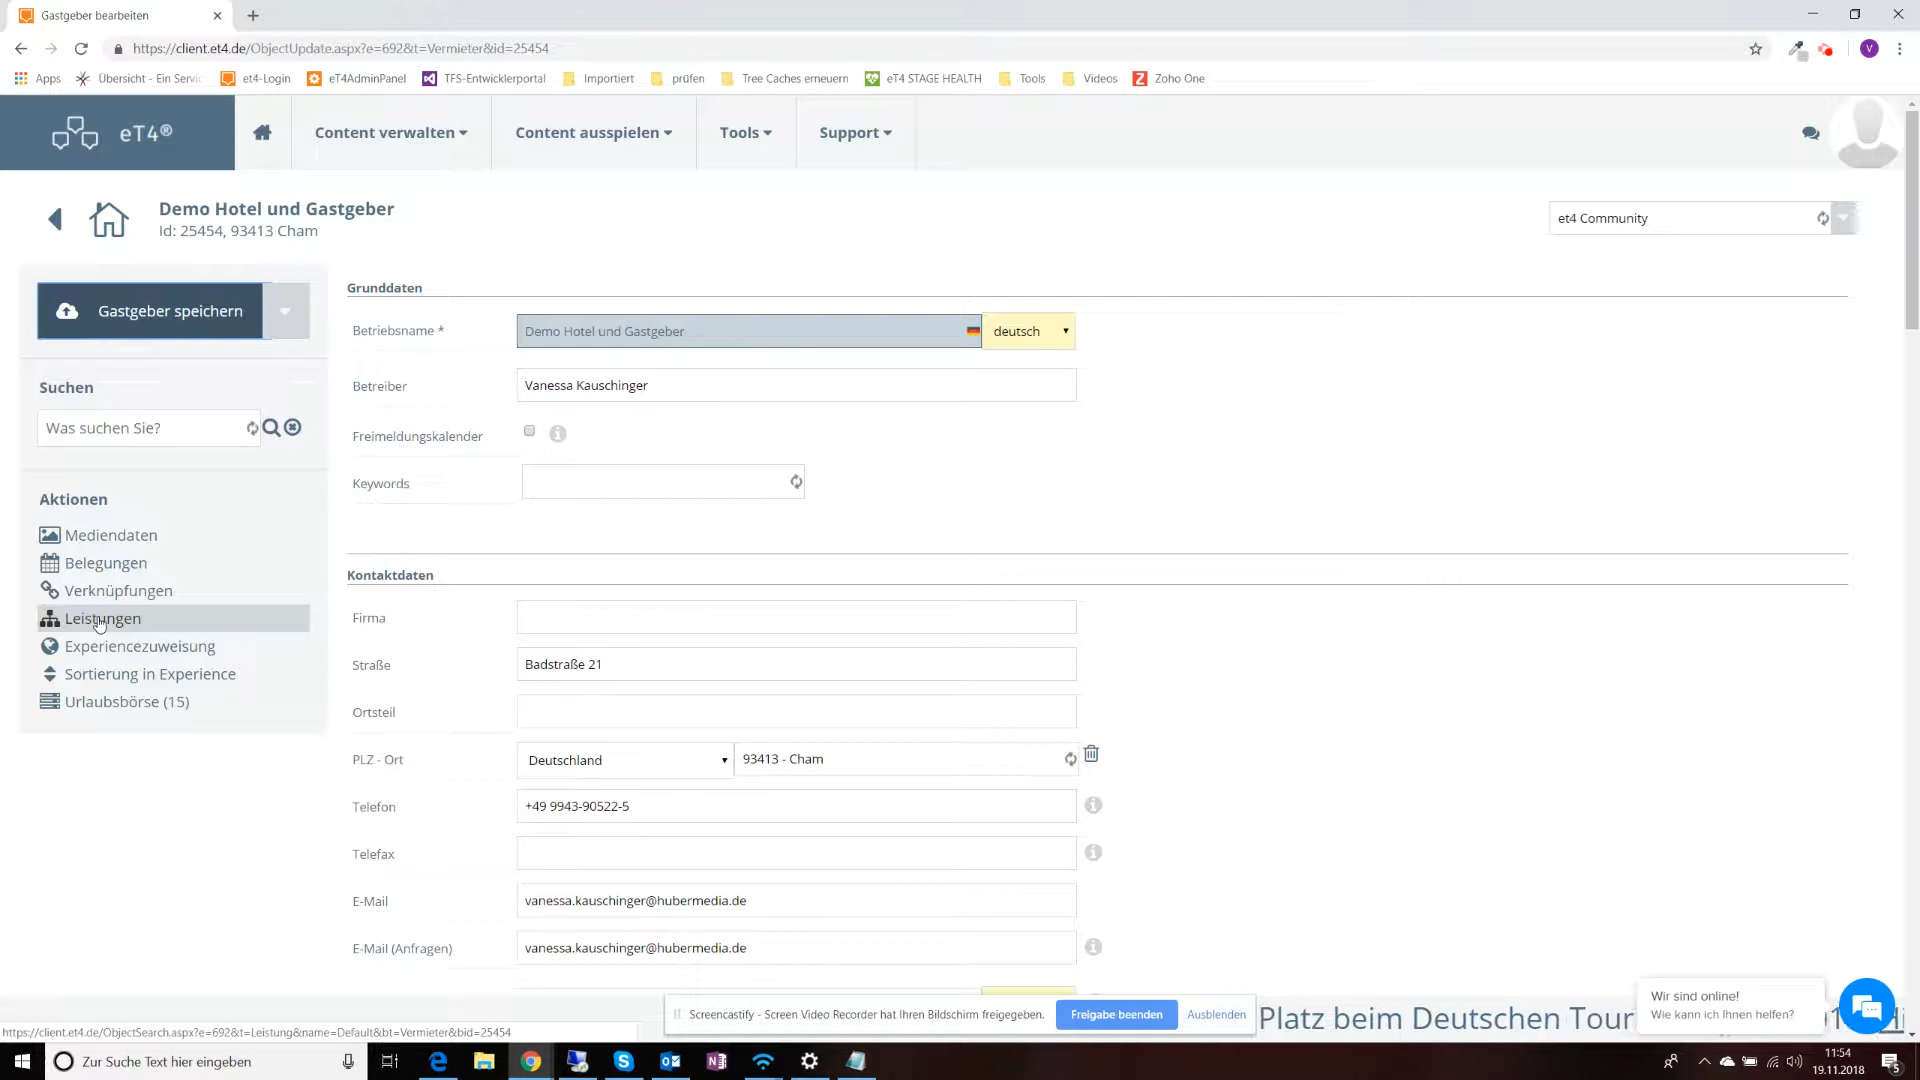 Gastgeber bearbeiten
https://client.et4.de/ObjectUpdate.aspx?e=692&t=Vermieter&id=25454
V
Apps
Übersicht - Ein Servic
et4-Login
eT4AdminPanel
TFS-Entwicklerportal
Importiert
prüfen
Tree Caches erneuern
eT4 STAGE HEALTH
Tools
Videos
Zoho One
eT4®
Content verwalten
Content ausspielen
Tools
Support
Demo Hotel und Gastgeber
Id: 25454, 93413 Cham
et4 Community
Gastgeber speichern
Suchen
Was suchen Sie?
Aktionen
Mediendaten
Belegungen
Verknüpfungen
Leistungen
Experiencezuweisung
Sortierung in Experience
Urlaubsbörse (15)
Grunddaten
Betriebsname * Demo Hotel und Gastgeber deutsch
Betreiber Vanessa Kauschinger
Freimeldungskalender
Keywords
Kontaktdaten
Firma
Straße Badstraße 21
Ortsteil
PLZ - Ort Deutschland 93413 - Cham
Telefon +49 9943-90522-5
Telefax
E-Mail vanessa.kauschinger@hubermedia.de
E-Mail (Anfragen) vanessa.kauschinger@hubermedia.de
Wir sind online!
Wie kann ich Ihnen helfen?
Screencastify - Screen Video Recorder hat Ihren Bildschirm freigegeben.
Freigabe beenden
Ausblenden
Platz beim Deutschen Tour
https://client.et4.de/ObjectSearch.aspx?e=692&t=Leistung&name=Default&bt=Vermieter&bid=25454
Zur Suche Text hier eingeben
11:54
19.11.2018
5